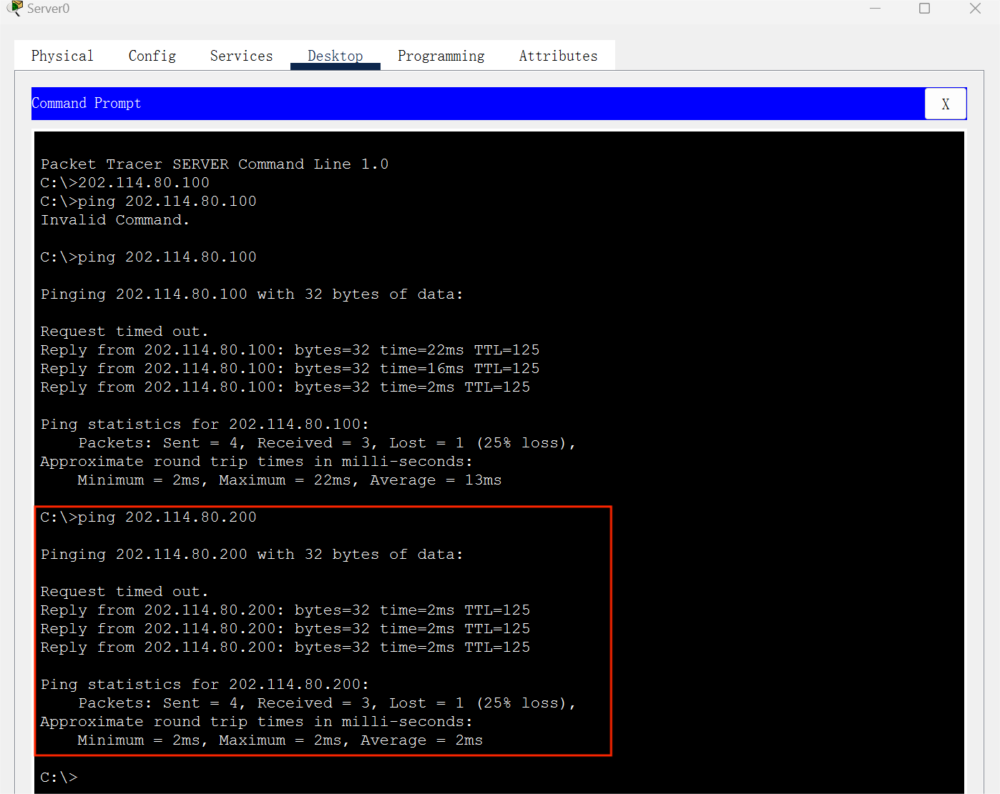 Server0
Physical Config Services Desktop Programming Attributes
Command Prompt
X
Packet Tracer SERVER Command Line 1.0
C:\>202.114.80.100
C:\>ping 202.114.80.100
Invalid Command.
C:\>ping 202.114.80.100
Pinging 202.114.80.100 with 32 bytes of data:
Request timed out.
Reply from 202.114.80.100: bytes=32 time=22ms TTL=125
Reply from 202.114.80.100: bytes=32 time=16ms TTL=125
Reply from 202.114.80.100: bytes=32 time=2ms TTL=125
Ping statistics for 202.114.80.100:
Packets: Sent = 4, Received = 3, Lost = 1 (25% loss),
Approximate round trip times in milli-seconds:
Minimum = 2ms, Maximum = 22ms, Average = 13ms
C:\>ping 202.114.80.200
Pinging 202.114.80.200 with 32 bytes of data:
Request timed out.
Reply from 202.114.80.200: bytes=32 time=2ms TTL=125
Reply from 202.114.80.200: bytes=32 time=2ms TTL=125
Reply from 202.114.80.200: bytes=32 time=2ms TTL=125
Ping statistics for 202.114.80.200:
Packets: Sent = 4, Received = 3, Lost = 1 (25% loss),
Approximate round trip times in milli-seconds:
Minimum = 2ms, Maximum = 2ms, Average = 2ms
C:\>